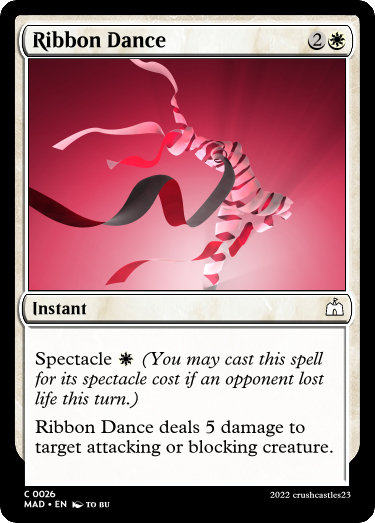 Ribbon Dance 2
Instant
Spectacle (You may cast this spell
for its spectacle cost if an opponent lost
life this turn.)
Ribbon Dance deals 5 damage to
target attacking or blocking creature.
C 0026
MAD • EN TO BU
2022 crushcastles23